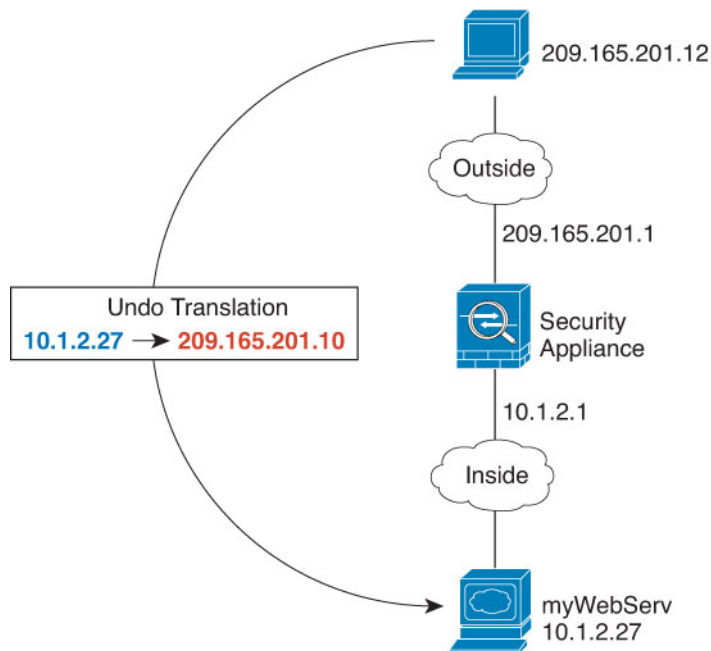 209.165.201.12
Outside
209.165.201.1
Undo Translation
10.1.2.27 → 209.165.201.10
Security
Appliance
10.1.2.1
Inside
myWebServ
10.1.2.27